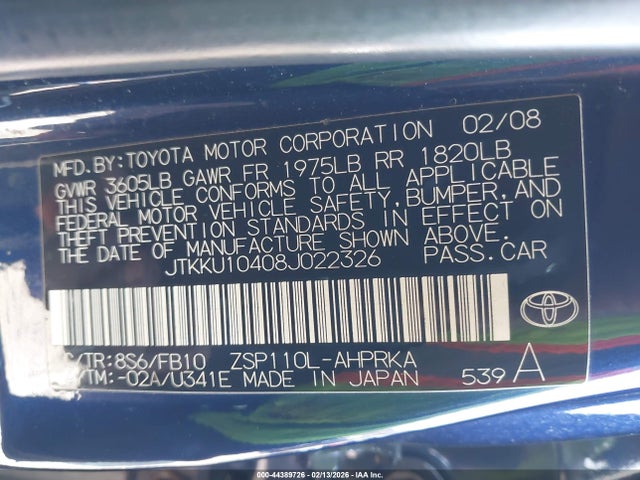 MFD. BY: TOYOTA MOTOR CORPORATION 02/08
GVWR 3605LB GAWR FR 1975LB RR 1820LB
THIS VEHICLE CONFORMS TO ALL APPLICABLE
FEDERAL MOTOR VEHICLE SAFETY, BUMPER, AND
THEFT PREVENTION STANDARDS IN EFFECT ON
THE DATE OF MANUFACTURE SHOWN ABOVE.
JTKKU10408J022326 PASS. CAR
/TR: 8S6/FB10 ZSP110L-AHPRKA
/TM: -02A/U341E MADE IN JAPAN 539 A
000-44389726 - 02/13/2026 - IAA Inc.